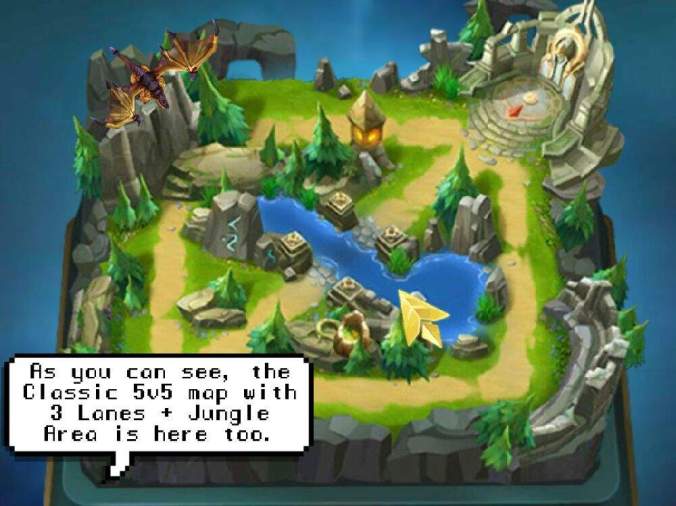 As you can see, the
Classic 5v5 map with
3 Lanes + Jungle
Area is here too.